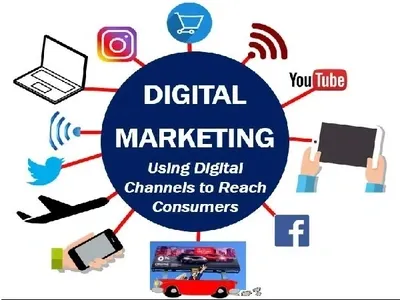 DIGITAL
MARKETING
Using Digital
Channels to Reach
Consumers
YouTube
f